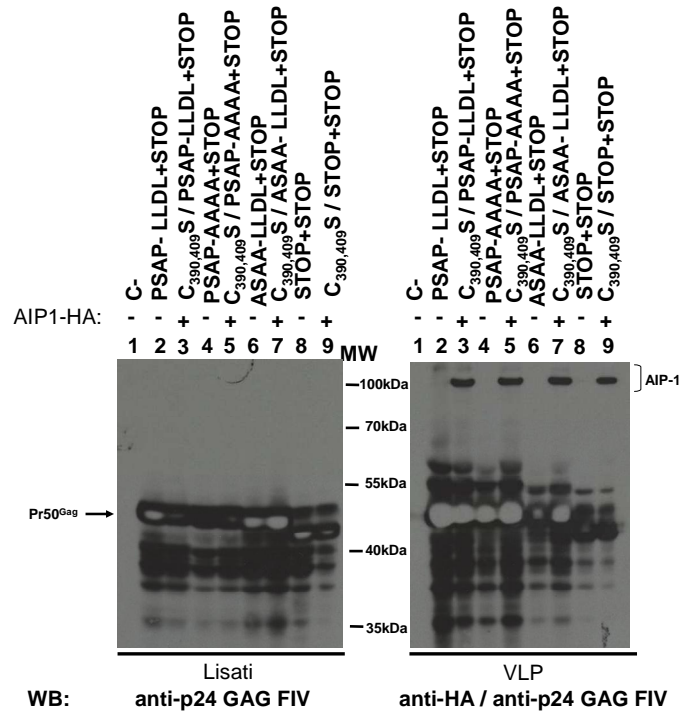 C-
PSAP- LLDL+STOP
C390,409S / PSAP-LLDL+STOP
PSAP-AAAA+STOP
C390,409S / PSAP-AAAA+STOP
ASAA-LLDL+STOP
C390,409S / ASAA- LLDL+STOP
STOP+STOP
C390,409S / STOP+STOP
C-
PSAP- LLDL+STOP
C390,409S / PSAP-LLDL+STOP
PSAP-AAAA+STOP
C390,409S / PSAP-AAAA+STOP
ASAA-LLDL+STOP
C390,409S / ASAA- LLDL+STOP
STOP+STOP
C390,409S / STOP+STOP
AIP1-HA: - - + - + - + - + - - + - + - + - +
1 2 3 4 5 6 7 8 9 MW 1 2 3 4 5 6 7 8 9
100kDa
AIP-1
70kDa
55kDa
Pr50Gag
40kDa
35kDa
Lisati VLP
WB: anti-p24 GAG FIV anti-HA / anti-p24 GAG FIV